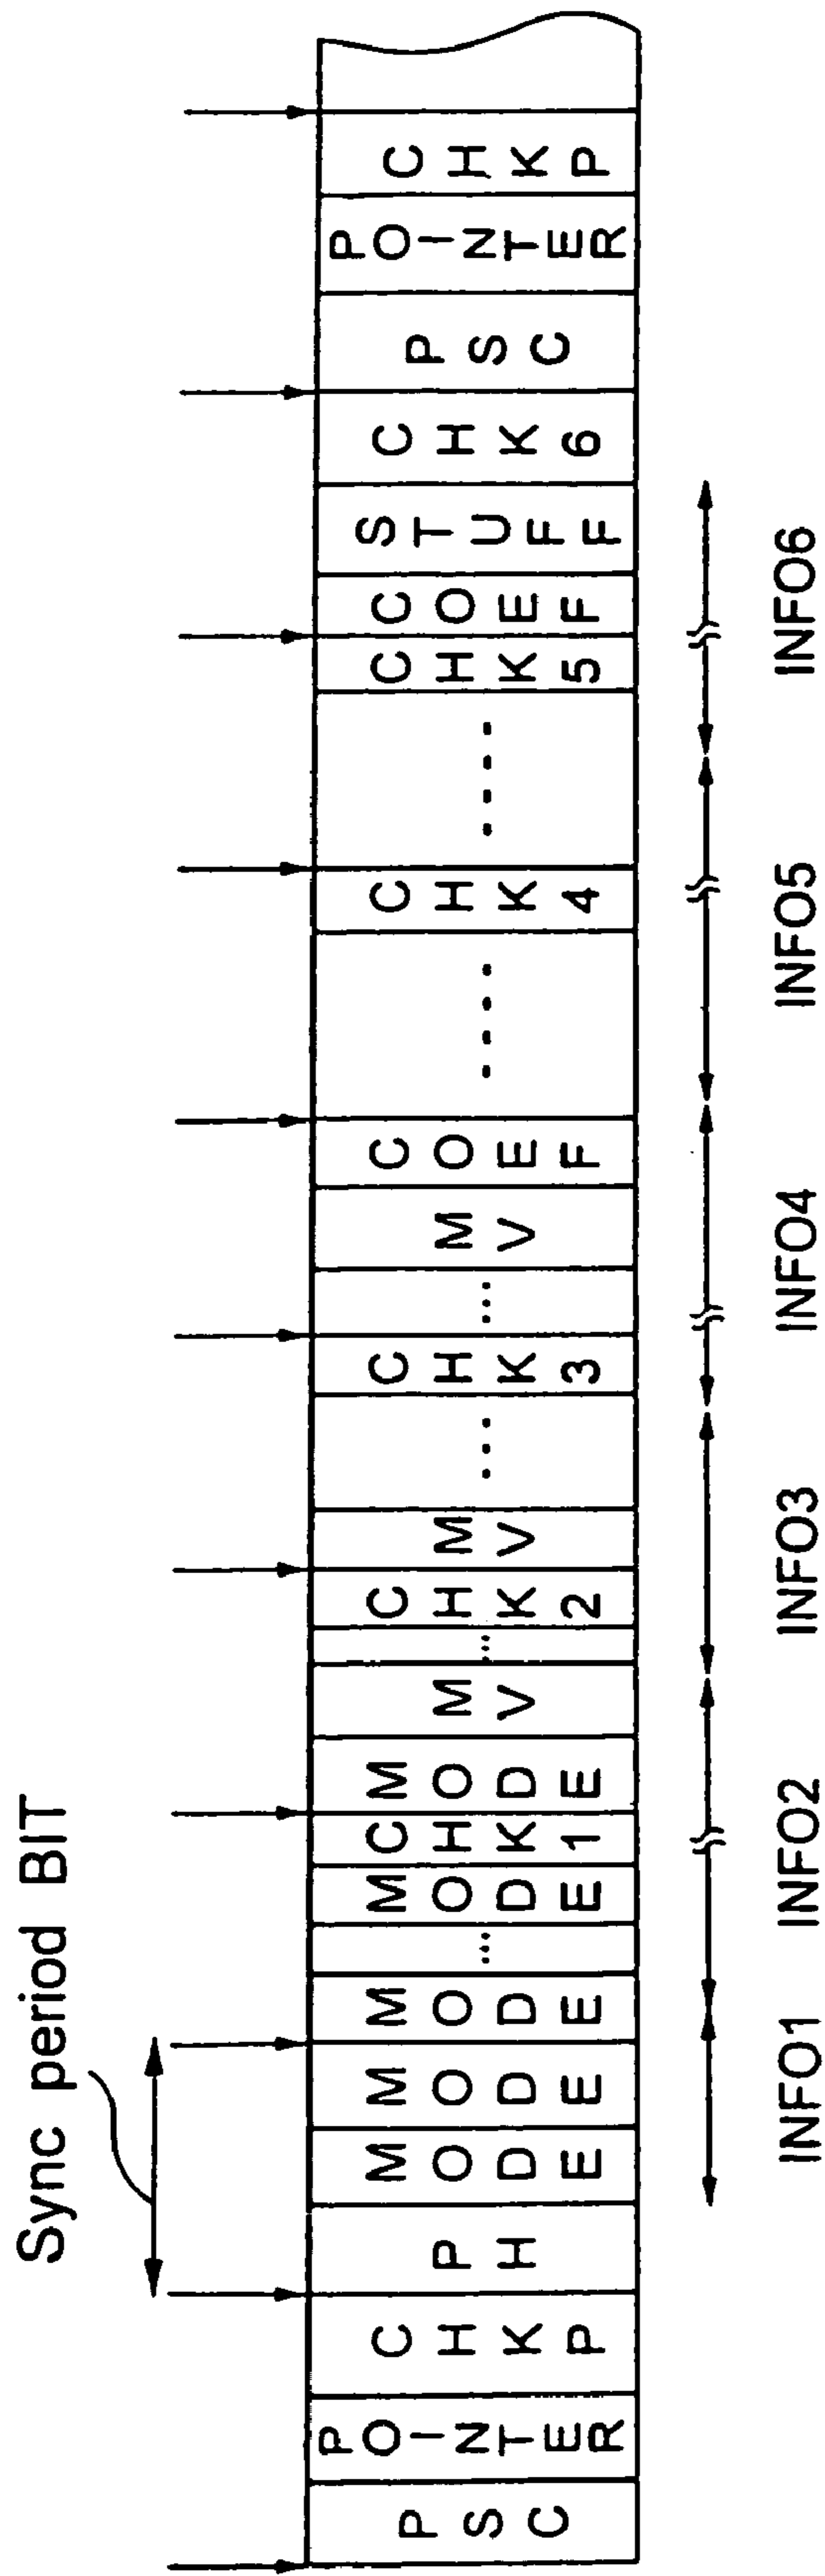 Sync period BIT
PSC
POINTER
CHKP
PH
MODE
MODE
MODE
...
MODE
CHK1
MODE
MV
...
CHK2
MV
...
CHK3
...
MV
COEF
....
CHK4
....
CHK5
COEF
STUFF
CHK6
PSC
POINTER
CHKP
INFO1
INFO2
INFO3
INFO4
INFO5
INFO6